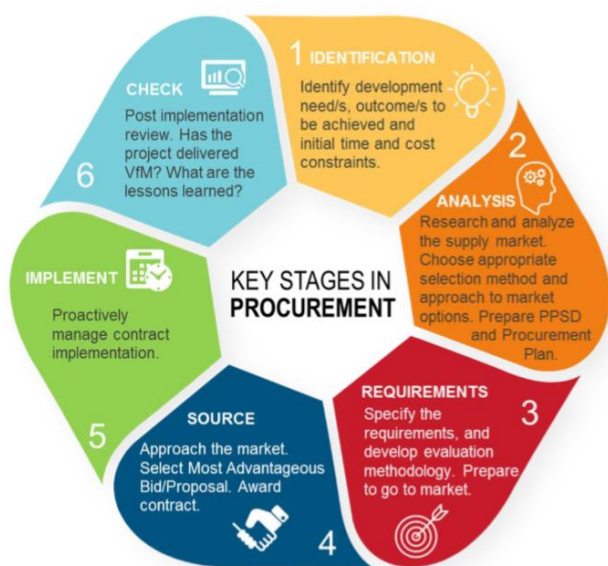 KEY STAGES IN
PROCUREMENT
1 IDENTIFICATION
Identify development
need/s, outcome/s to
be achieved and
initial time and cost
constraints.
2
ANALYSIS
Research and analyze
the supply market.
Choose appropriate
selection method and
approach to market
options. Prepare PPSD
and Procurement
Plan.
3
REQUIREMENTS
Specify the
requirements, and
develop evaluation
methodology. Prepare
to go to market.
4
SOURCE
Approach the market.
Select Most Advantageous
Bid/Proposal. Award
contract.
5
IMPLEMENT
Proactively
manage contract
implementation.
6
CHECK
Post implementation
review. Has the
project delivered
VfM? What are the
lessons learned?